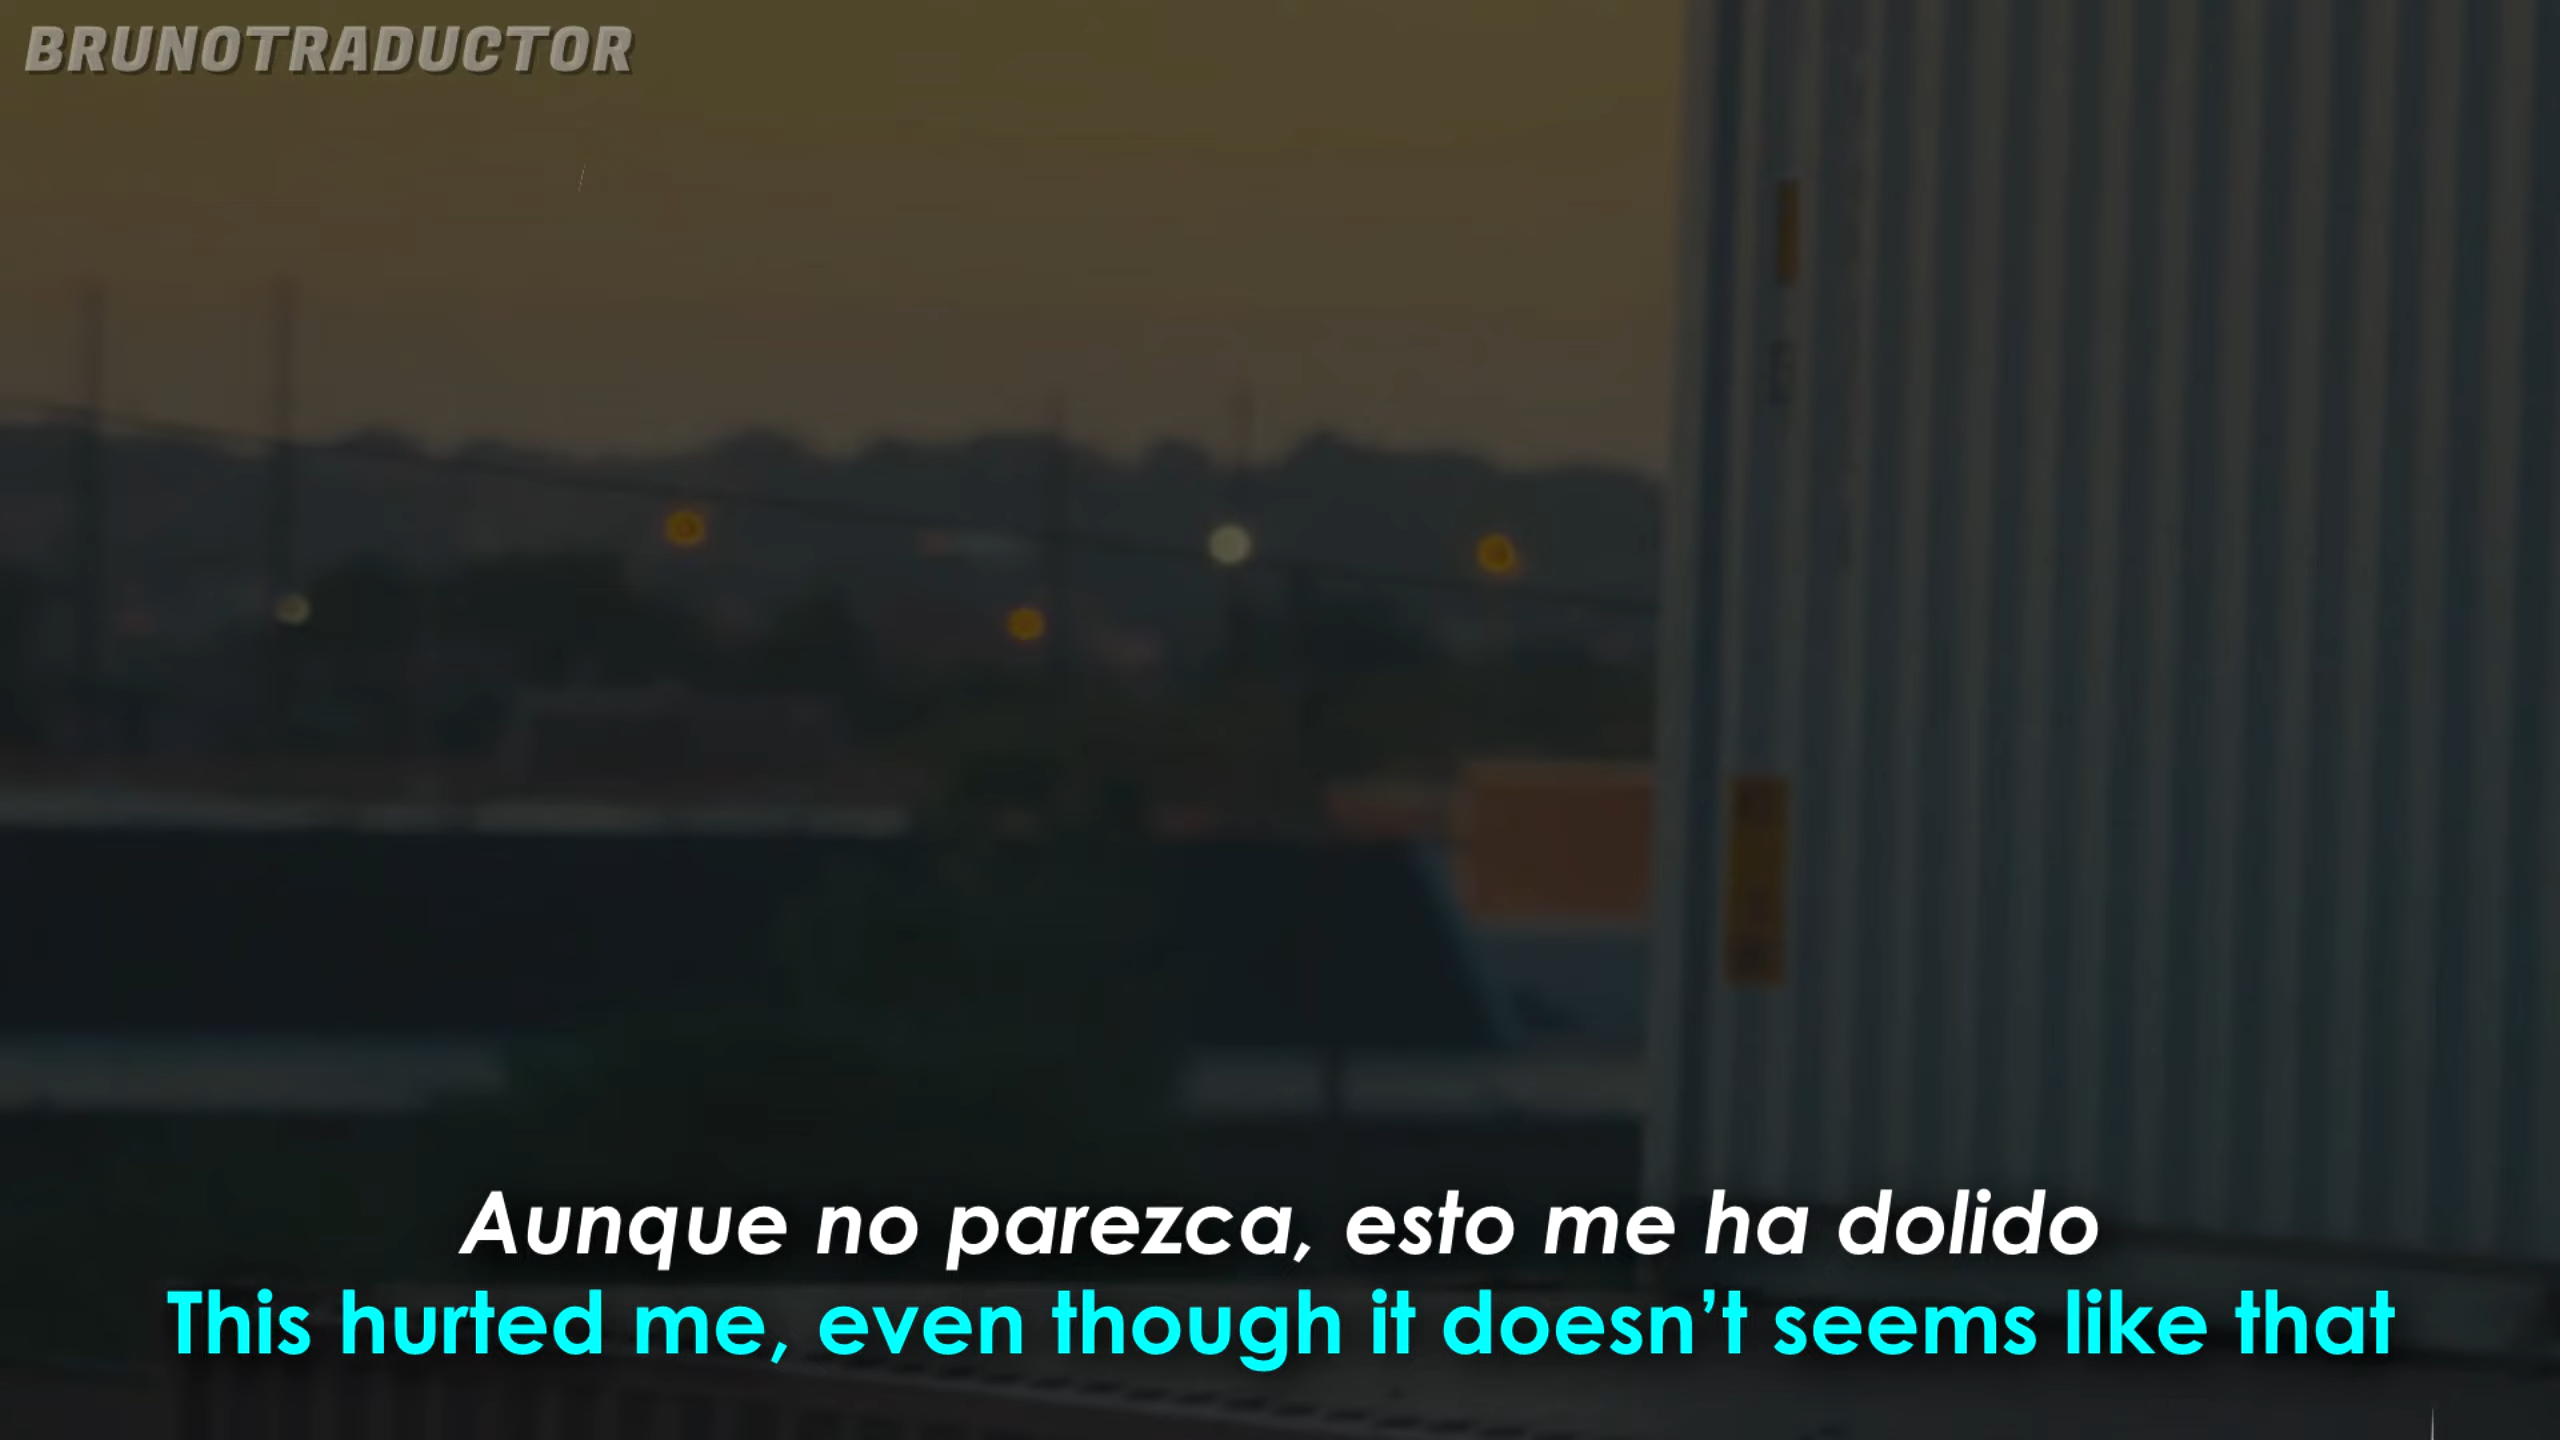 BRUNOTRADUCTOR
Aunque no parezca, esto me ha dolido
This hurted me, even though it doesn’t seems like that